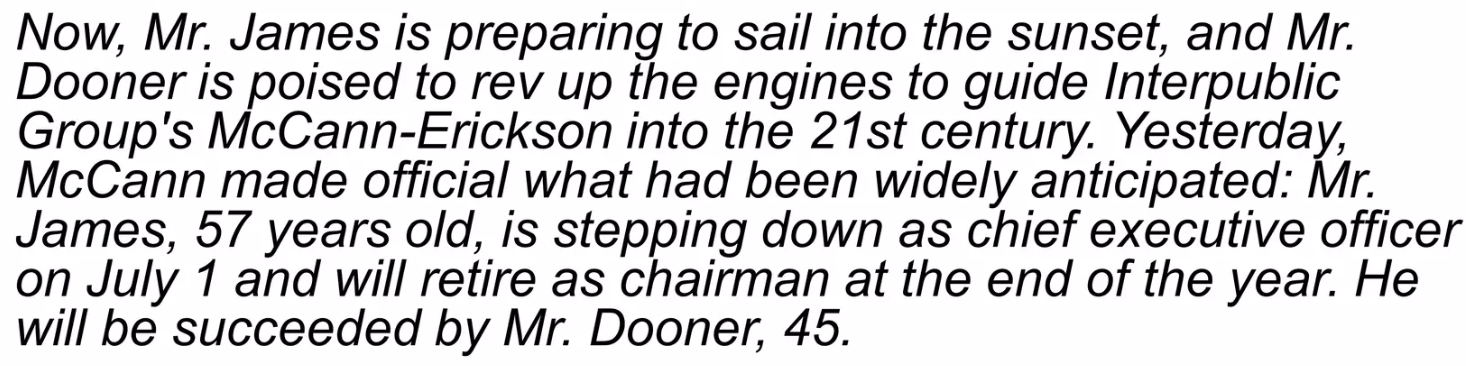 Now, Mr. James is preparing to sail into the sunset, and Mr.
Dooner is poised to rev up the engines to guide Interpublic
Group's McCann-Erickson into the 21st century. Yesterday,
McCann made official what had been widely anticipated: Mr.
James, 57 years old, is stepping down as chief executive officer
on July 1 and will retire as chairman at the end of the year. He
will be succeeded by Mr. Dooner, 45.